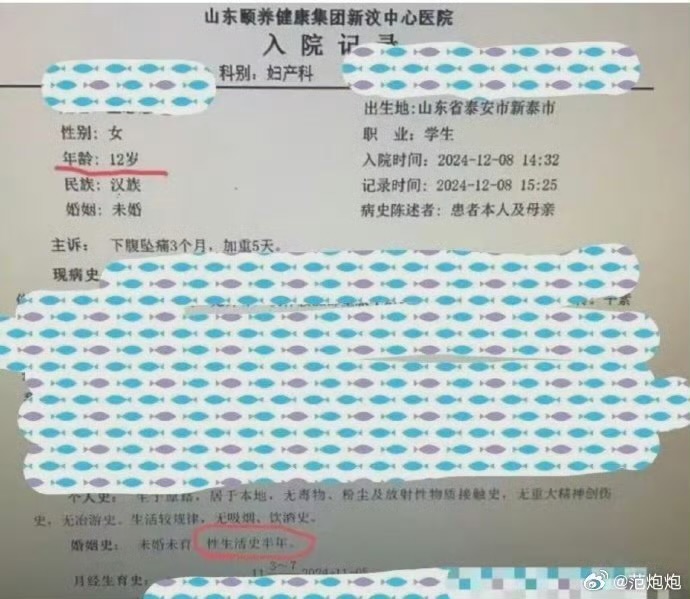 山东颐养健康集团新汶中心医院
入院记录
科别：妇产科
出生地：山东省泰安市新泰市
性别：女
职 业：学生
年龄：12岁
入院时间：2024-12-08 14:32
民族：汉族
记录时间：2024-12-08 15:25
婚姻：未婚
病史陈述者：患者本人及母亲
主诉：下腹坠痛3个月，加重5天。
现病史
平素
个人史：生于原籍，居于本地，无毒物、粉尘及放射性物质接触史，无重大精神创伤
史，无冶游史。生活较规律，无吸烟、饮酒史。
婚姻史：未婚未育，性生活史半年。
3～7
月经生育史：
@范炮炮